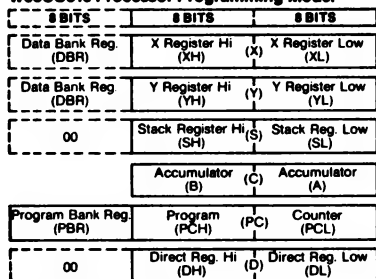 Processor Programming Model
8 BITS 8 BITS 8 BITS
Data Bank Reg. (DBR) X Register Hi (XH) (X) X Register Low (XL)
Data Bank Reg. (DBR) Y Register Hi (YH) (Y) Y Register Low (YL)
00 Stack Register Hi (SH) (S) Stack Reg. Low (SL)
Accumulator (B) (C) Accumulator (A)
Program Bank Reg. (PBR) Program (PCH) (PC) Counter (PCL)
00 Direct Reg. Hi (DH) (D) Direct Reg. Low (DL)